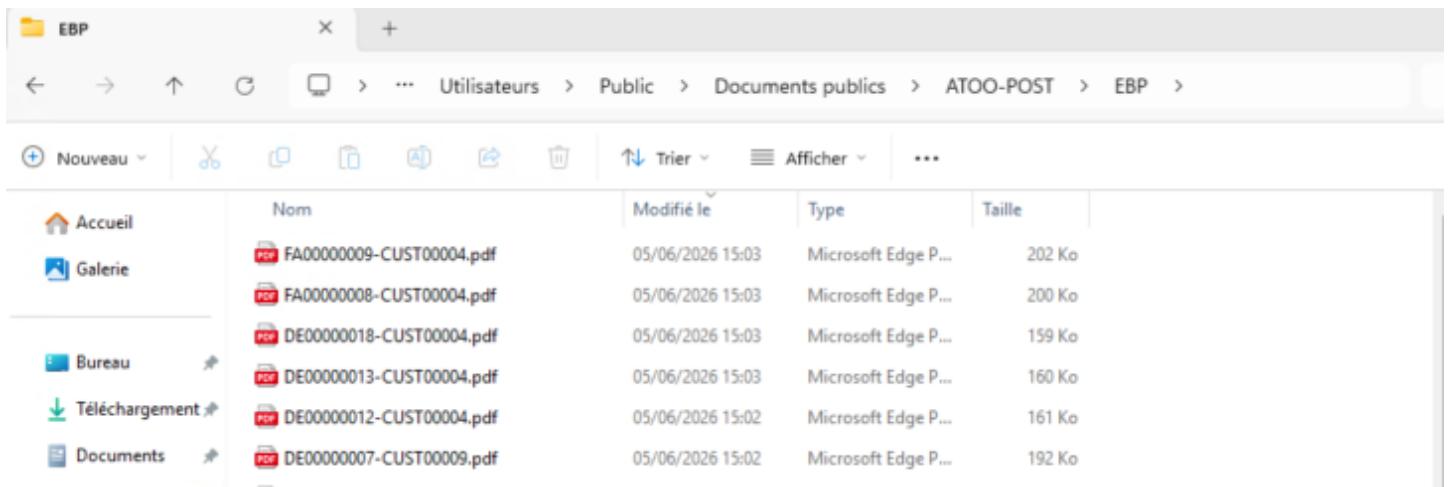 EBP
Utilisateurs > Public > Documents publics > ATOO-POST > EBP >
Nouveau Trier Afficher
Accueil
Galerie
Bureau
Téléchargement
Documents
Nom Modifié le Type Taille
FA00000009-CUST00004.pdf 05/06/2026 15:03 Microsoft Edge P... 202 Ko
FA00000008-CUST00004.pdf 05/06/2026 15:03 Microsoft Edge P... 200 Ko
DE00000018-CUST00004.pdf 05/06/2026 15:03 Microsoft Edge P... 159 Ko
DE00000013-CUST00004.pdf 05/06/2026 15:03 Microsoft Edge P... 160 Ko
DE00000012-CUST00004.pdf 05/06/2026 15:02 Microsoft Edge P... 161 Ko
DE00000007-CUST00009.pdf 05/06/2026 15:02 Microsoft Edge P... 192 Ko